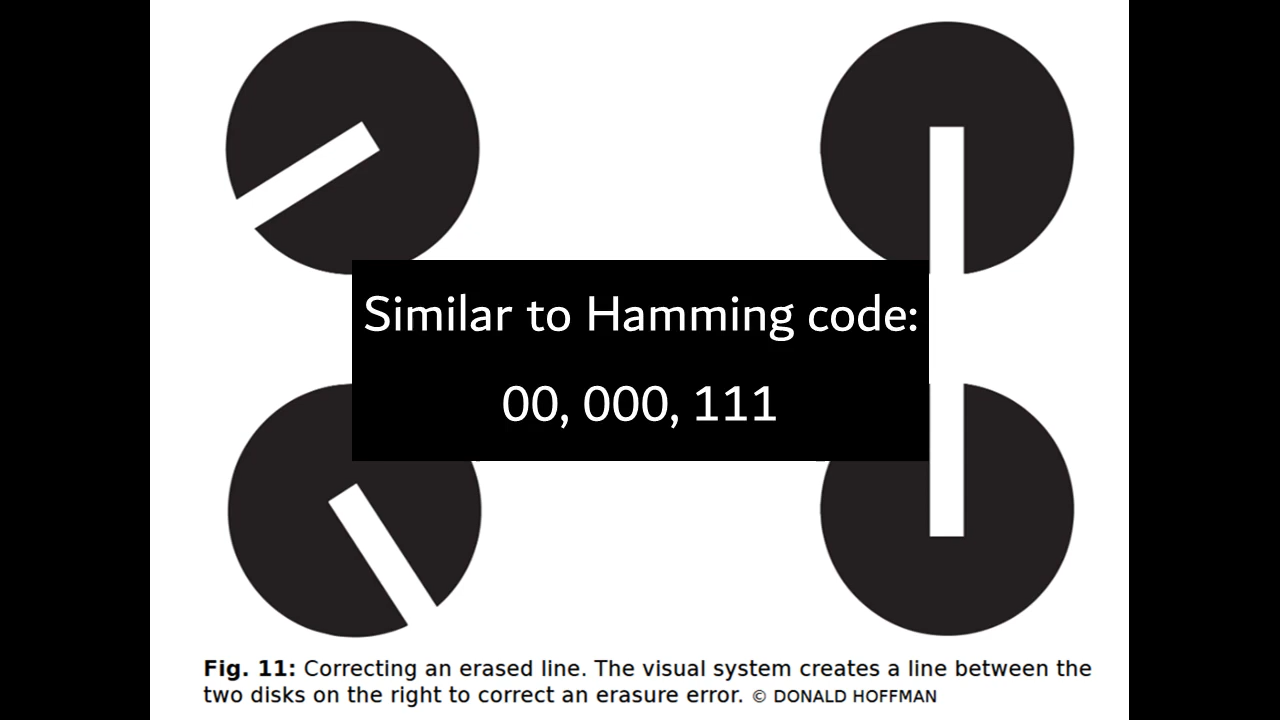 Similar to Hamming code:
00, 000, 111
Fig. 11: Correcting an erased line. The visual system creates a line between the
two disks on the right to correct an erasure error. © DONALD HOFFMAN